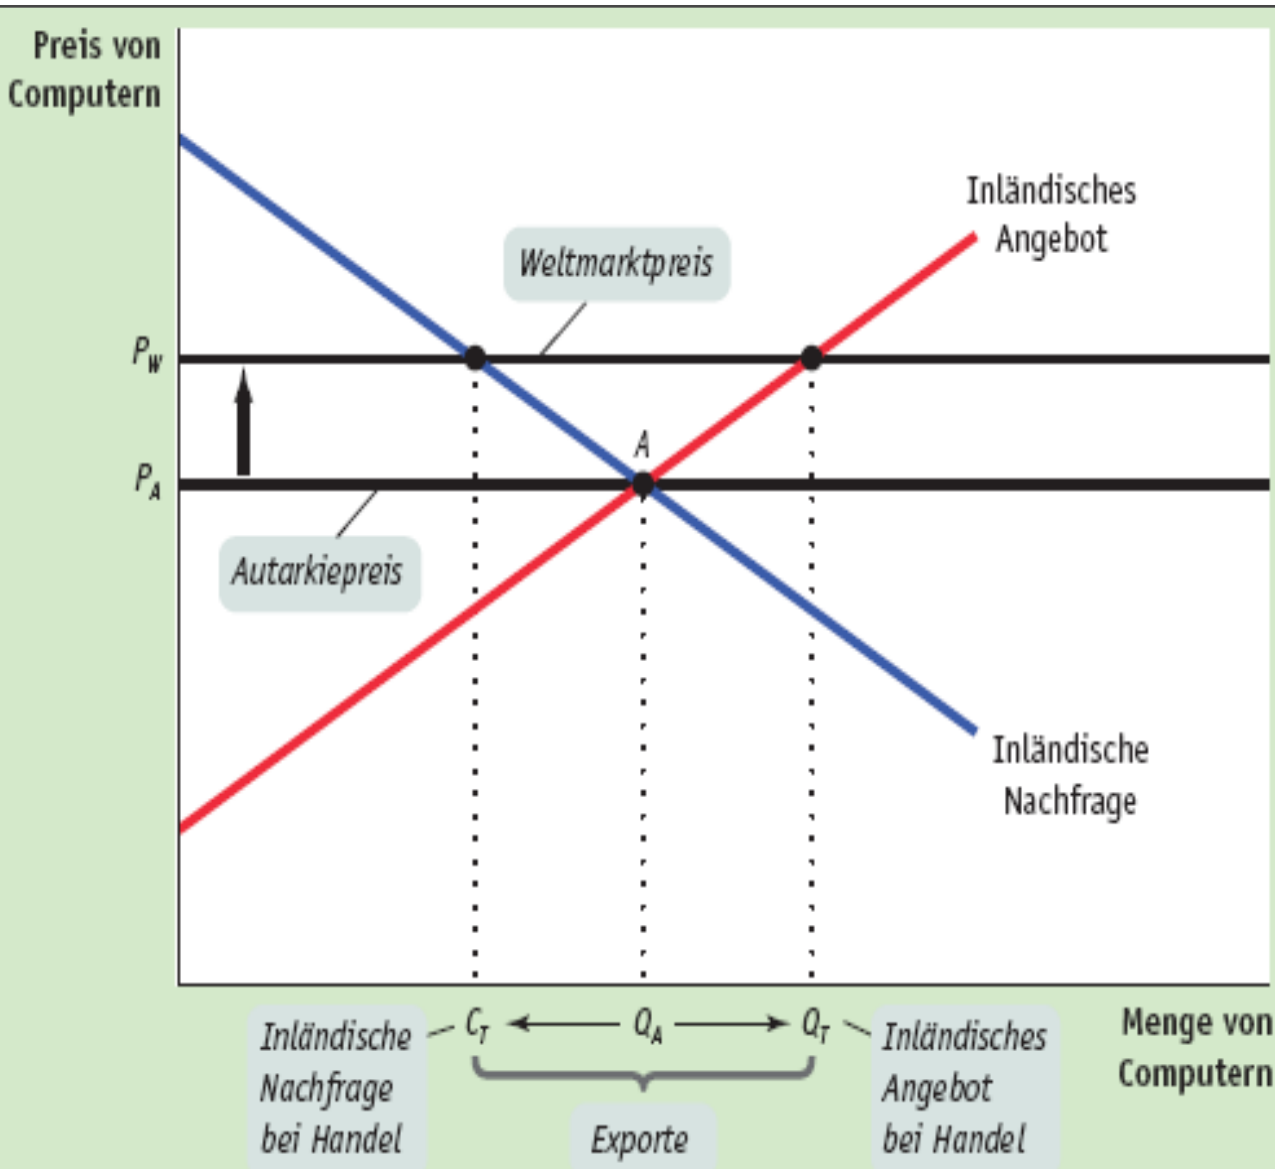 Preis von
Computern
Inländisches
Angebot
Weltmarktpreis
P_W
A
P_A
Autarkiepreis
Inländische
Nachfrage
C_T
Q_A
Q_T
Inländische
Nachfrage
bei Handel
Exporte
Inländisches
Angebot
bei Handel
Menge von
Computern